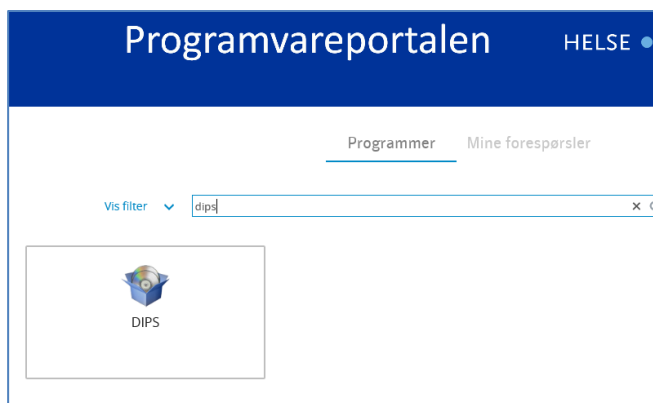 Programvareportalen HELSE
Programmer Mine forespørsler
Vis filter dips
DIPS